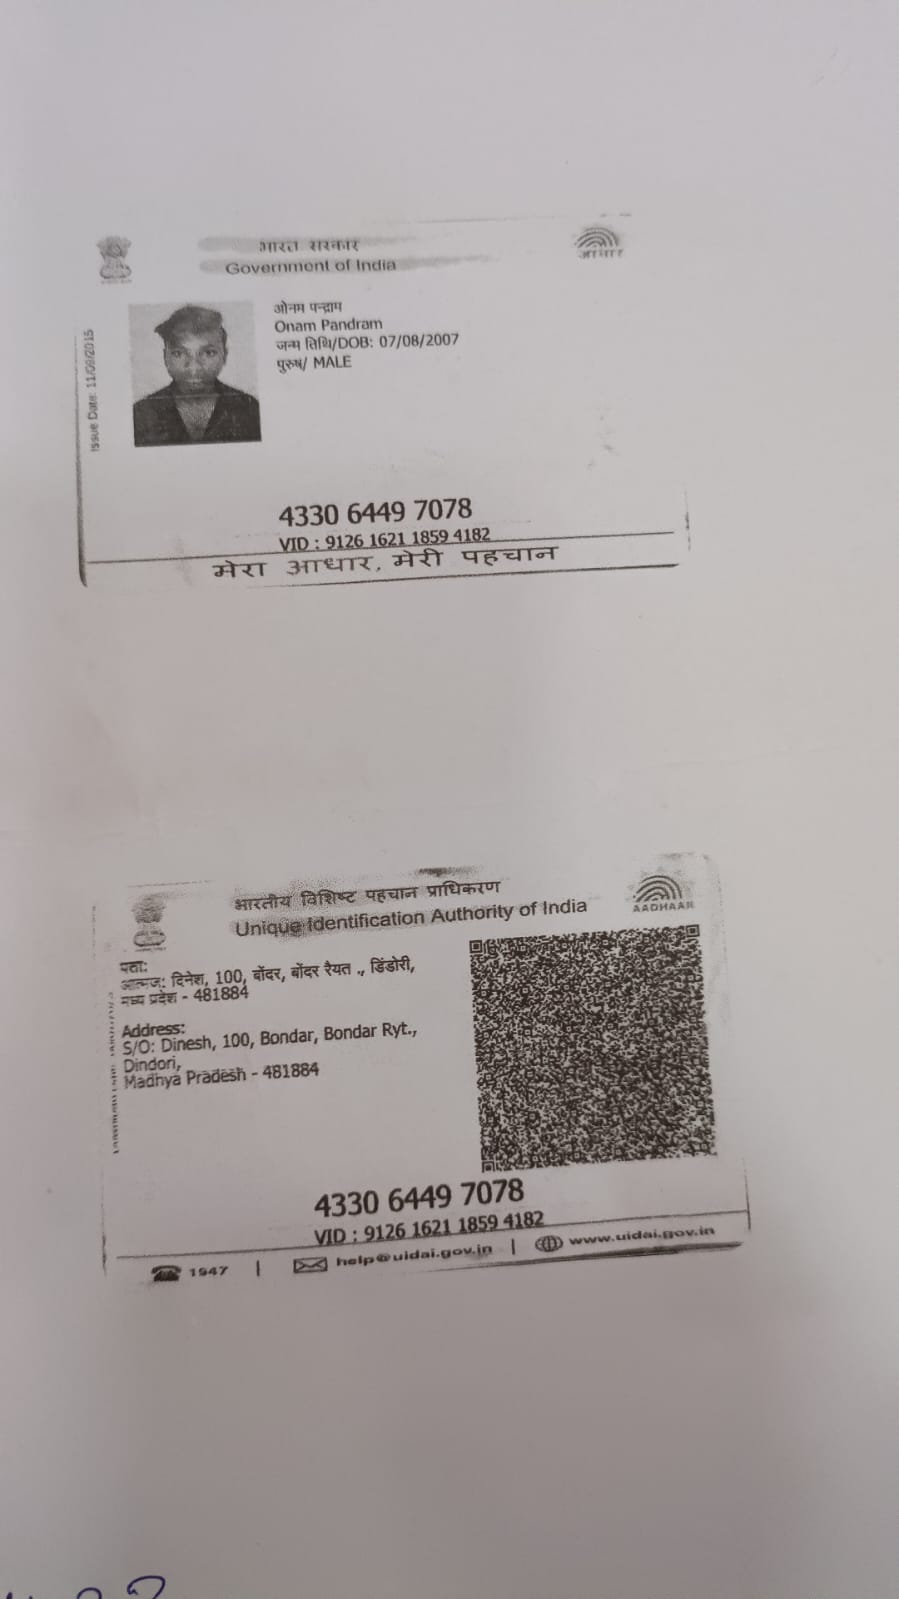 भारत सरकार
Government of India
आधार
Issue Date: 11/09/2015
ओनम पन्द्राम
Onam Pandram
जन्म तिथि/DOB: 07/08/2007
पुरुष/ MALE
4330 6449 7078
VID : 9126 1621 1859 4182
मेरा आधार, मेरी पहचान
भारतीय विशिष्ट पहचान प्राधिकरण
Unique Identification Authority of India
AADHAAR
पता:
आत्मज: दिनेश, 100, बोंदर, बोंदर रैयत ., डिंडोरी,
मध्य प्रदेश - 481884
Address:
S/O: Dinesh, 100, Bondar, Bondar Ryt.,
Dindori,
Madhya Pradesh - 481884
4330 6449 7078
VID : 9126 1621 1859 4182
1947 | help@uidai.gov.in | www.uidai.gov.in